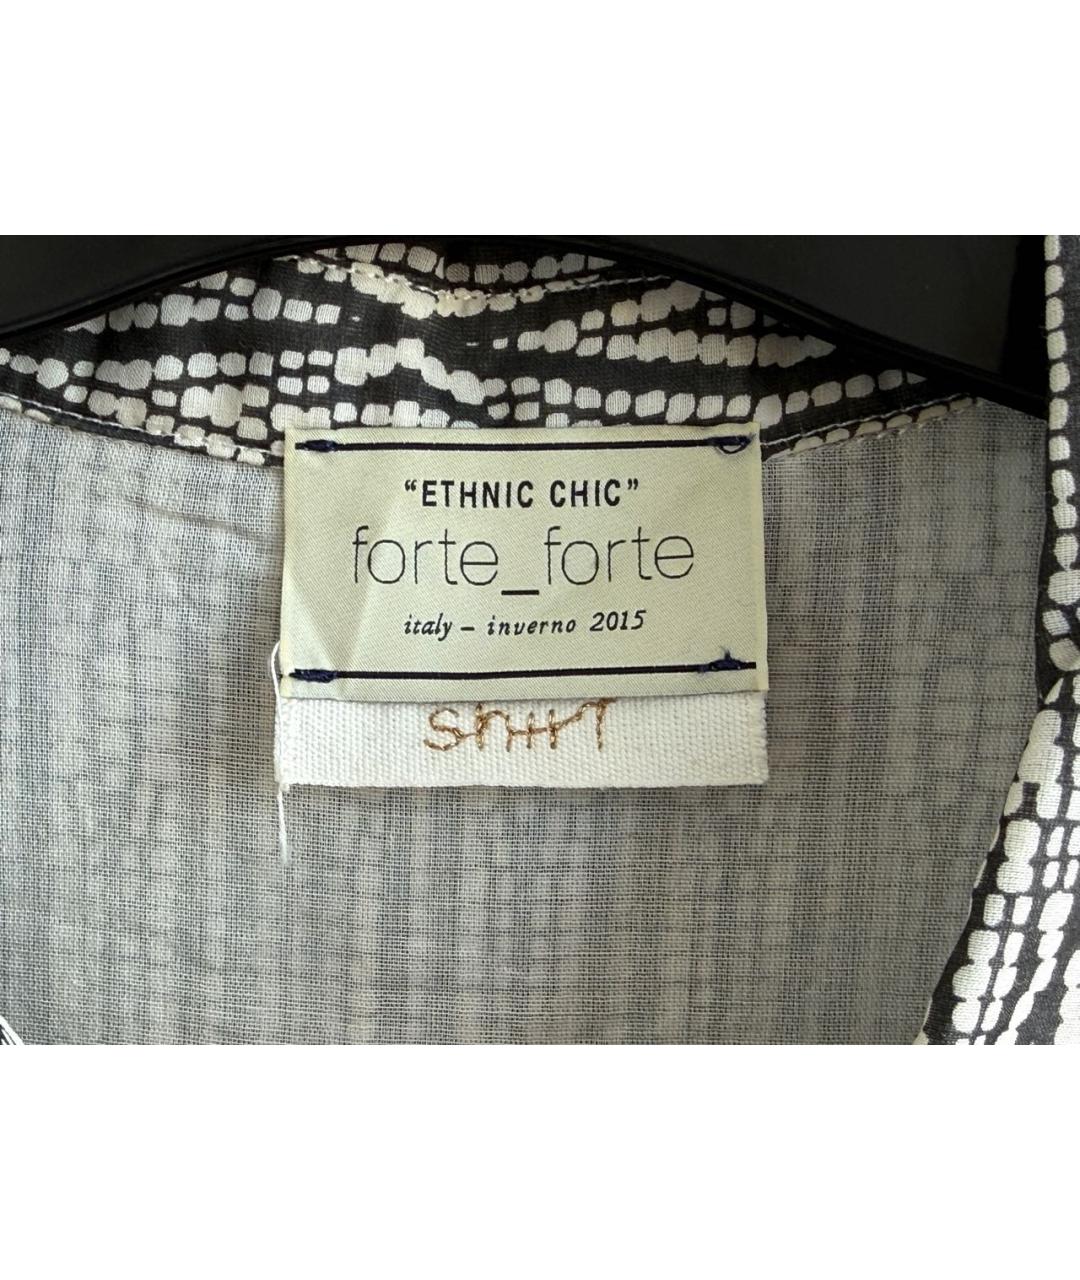 “ETHNIC CHIC”
forte_forte
italy – inverno 2015
SHIRT